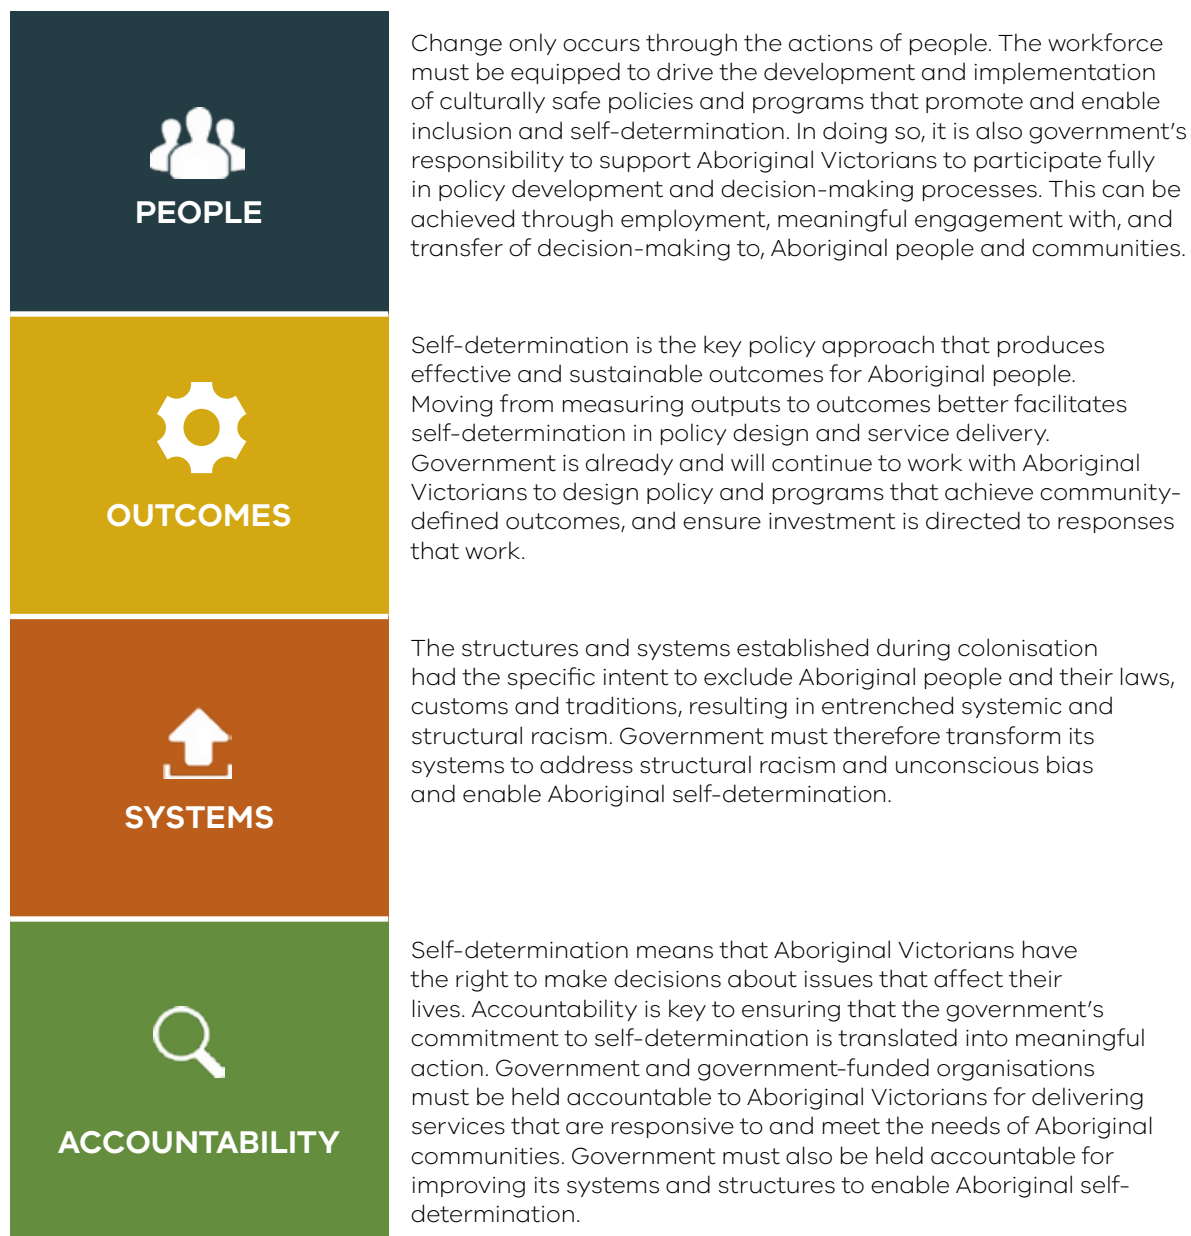 PEOPLE
Change only occurs through the actions of people. The workforce
must be equipped to drive the development and implementation
of culturally safe policies and programs that promote and enable
inclusion and self-determination. In doing so, it is also government’s
responsibility to support Aboriginal Victorians to participate fully
in policy development and decision-making processes. This can be
achieved through employment, meaningful engagement with, and
transfer of decision-making to, Aboriginal people and communities.
OUTCOMES
Self-determination is the key policy approach that produces
effective and sustainable outcomes for Aboriginal people.
Moving from measuring outputs to outcomes better facilitates
self-determination in policy design and service delivery.
Government is already and will continue to work with Aboriginal
Victorians to design policy and programs that achieve community-
defined outcomes, and ensure investment is directed to responses
that work.
SYSTEMS
The structures and systems established during colonisation
had the specific intent to exclude Aboriginal people and their laws,
customs and traditions, resulting in entrenched systemic and
structural racism. Government must therefore transform its
systems to address structural racism and unconscious bias
and enable Aboriginal self-determination.
ACCOUNTABILITY
Self-determination means that Aboriginal Victorians have
the right to make decisions about issues that affect their
lives. Accountability is key to ensuring that the government’s
commitment to self-determination is translated into meaningful
action. Government and government-funded organisations
must be held accountable to Aboriginal Victorians for delivering
services that are responsive to and meet the needs of Aboriginal
communities. Government must also be held accountable for
improving its systems and structures to enable Aboriginal self-
determination.